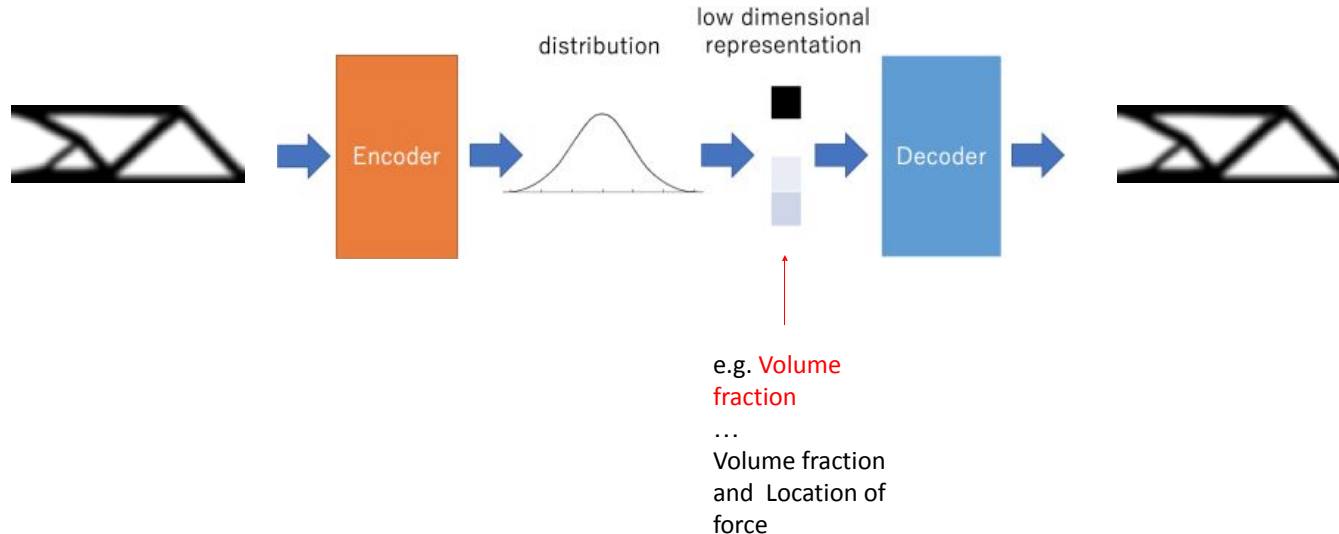 low dimensional
representation
distribution
Encoder
Decoder
e.g. Volume
fraction
…
Volume fraction
and Location of
force